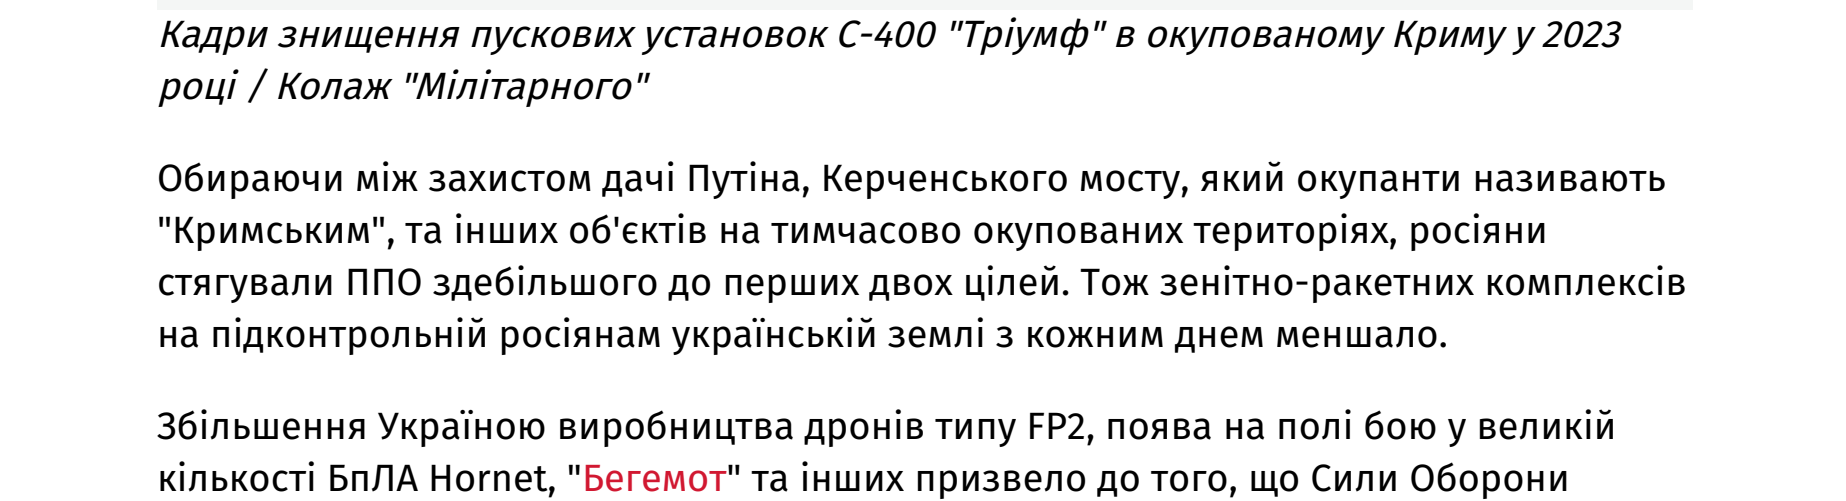 Кадри знищення пускових установок С-400 "Тріумф" в окупованому Криму у 2023
році / Колаж "Мілітарного"
Обираючи між захистом дачі Путіна, Керченського мосту, який окупанти називають
"Кримським", та інших об'єктів на тимчасово окупованих територіях, росіяни
стягували ППО здебільшого до перших двох цілей. Тож зенітно-ракетних комплексів
на підконтрольній росіянам українській землі з кожним днем меншало.
Збільшення Україною виробництва дронів типу FP2, поява на полі бою у великій
кількості БпЛА Hornet, "Бегемот" та інших призвело до того, що Сили Оборони